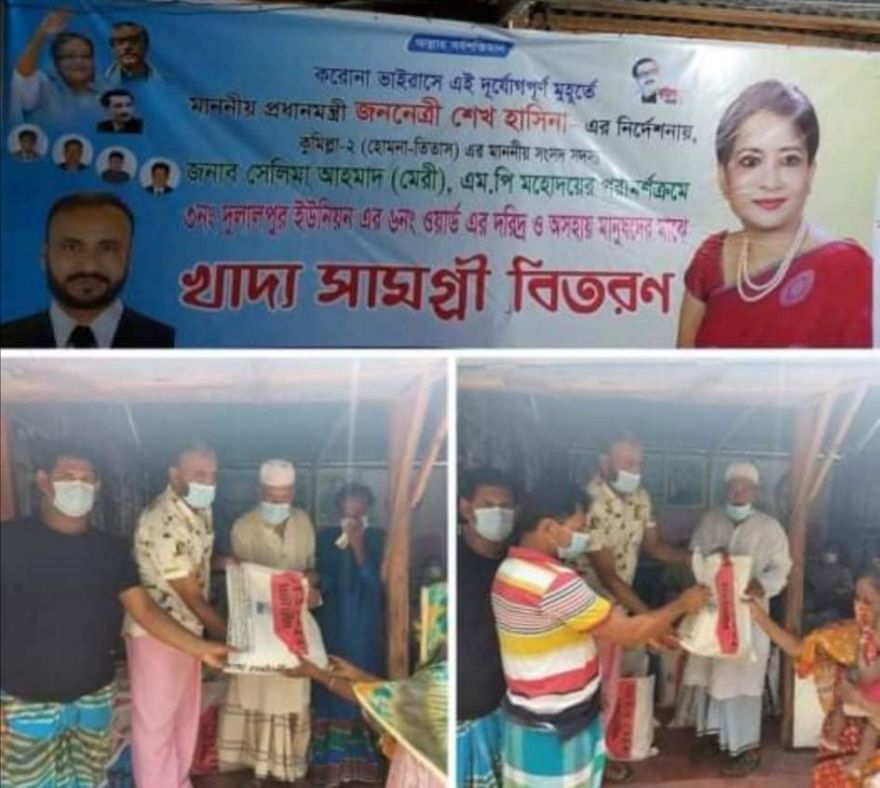 আল্লাহ সর্বশক্তিমান
করোনা ভাইরাসে এই দূর্যোগপূর্ণ মুহূর্তে
মাননীয় প্রধানমন্ত্রী জননেত্রী শেখ হাসিনা এর নির্দেশনায়,
কুমিল্লা-২ (হোমনা-তিতাস) এর মাননীয় সংসদ সদস্য
জনাব সেলিমা আহমাদ (মেরী), এম.পি মহোদয়ের পরামর্শক্রমে
৩নং দুলালপুর ইউনিয়ন এর ৬নং ওয়ার্ড এর দরিদ্র ও অসহায় মানুষদের মাঝে
খাদ্য সামগ্রী বিতরণ